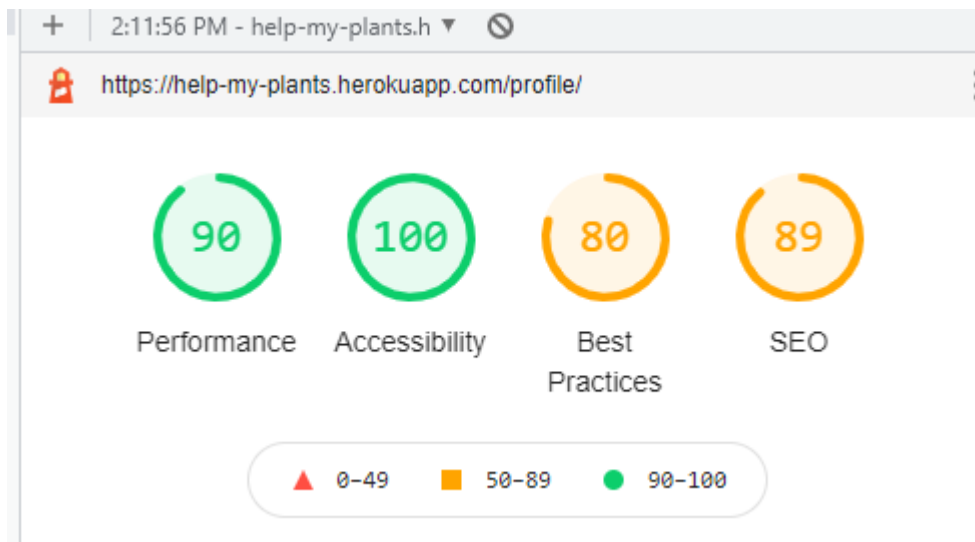 2:11:56 PM - help-my-plants.h
https://help-my-plants.herokuapp.com/profile/
90 100 80 89
Performance Accessibility Best Practices SEO
0-49 50-89 90-100